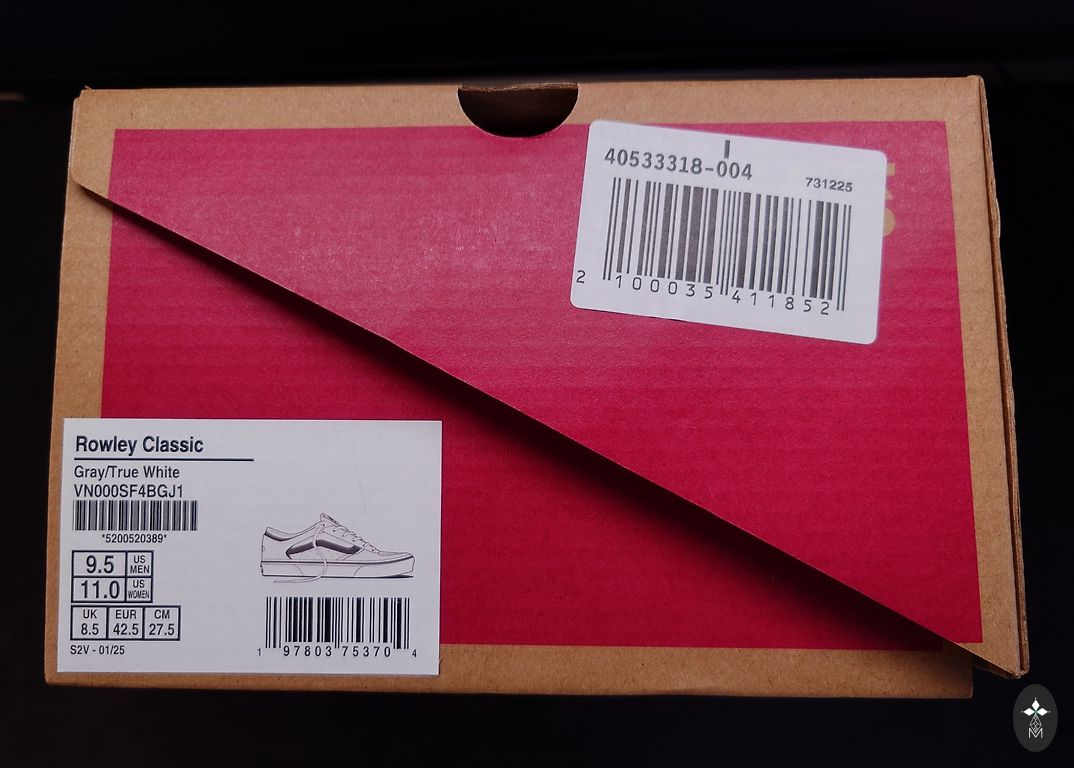 40533318-004
731225
2 100035 411852
Rowley Classic
Gray/True White
VN000SF4BGJ1
*5200520389*
9.5 US MEN
11.0 US WOMEN
UK EUR CM
8.5 42.5 27.5
S2V - 01/25
1 97803 75370 4
M